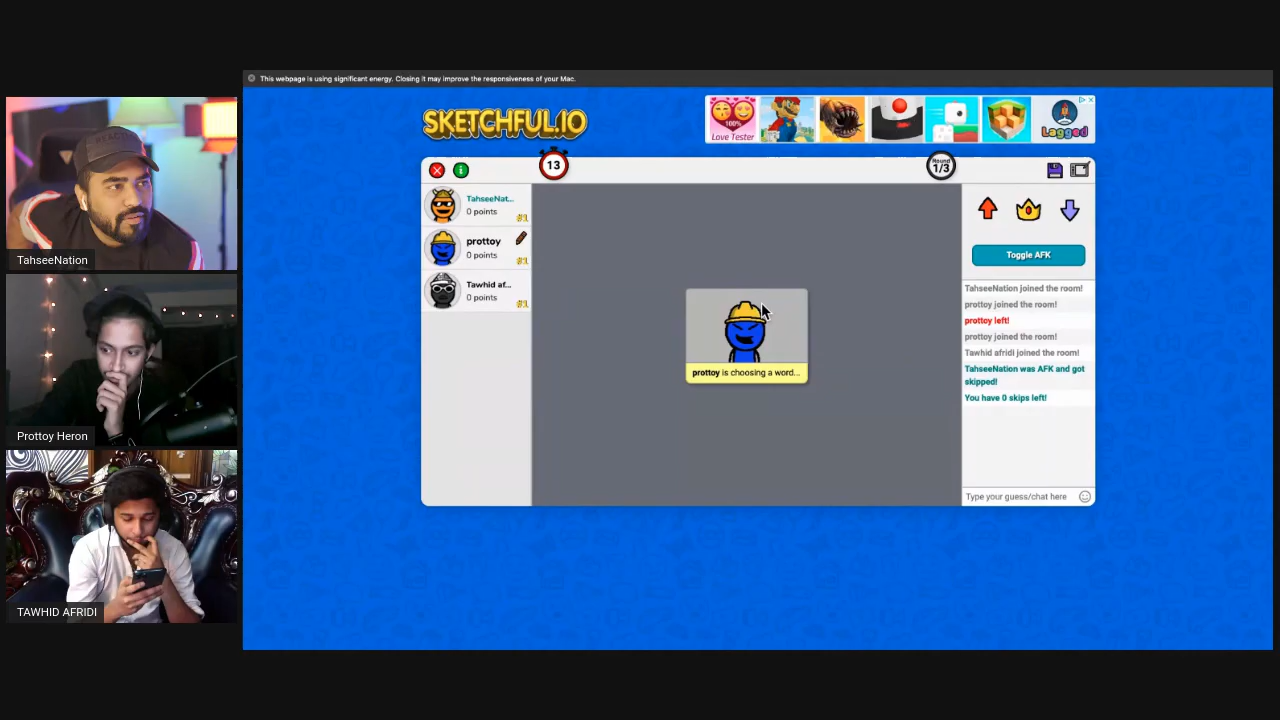 This webpage is using significant energy. Closing it may improve the responsiveness of your Mac.
SKETCHFUL.IO
100%
Love Tester
Lagged
13
Round
1/3
TahseeNat...
0 points
#1
prottoy
0 points
#1
Tawhid af...
0 points
#1
prottoy is choosing a word...
0
Toggle AFK
TahseeNation joined the room!
prottoy joined the room!
prottoy left!
prottoy joined the room!
Tawhid afridi joined the room!
TahseeNation was AFK and got
skipped!
You have 0 skips left!
Type your guess/chat here
TahseeNation
Prottoy Heron
TAWHID AFRIDI